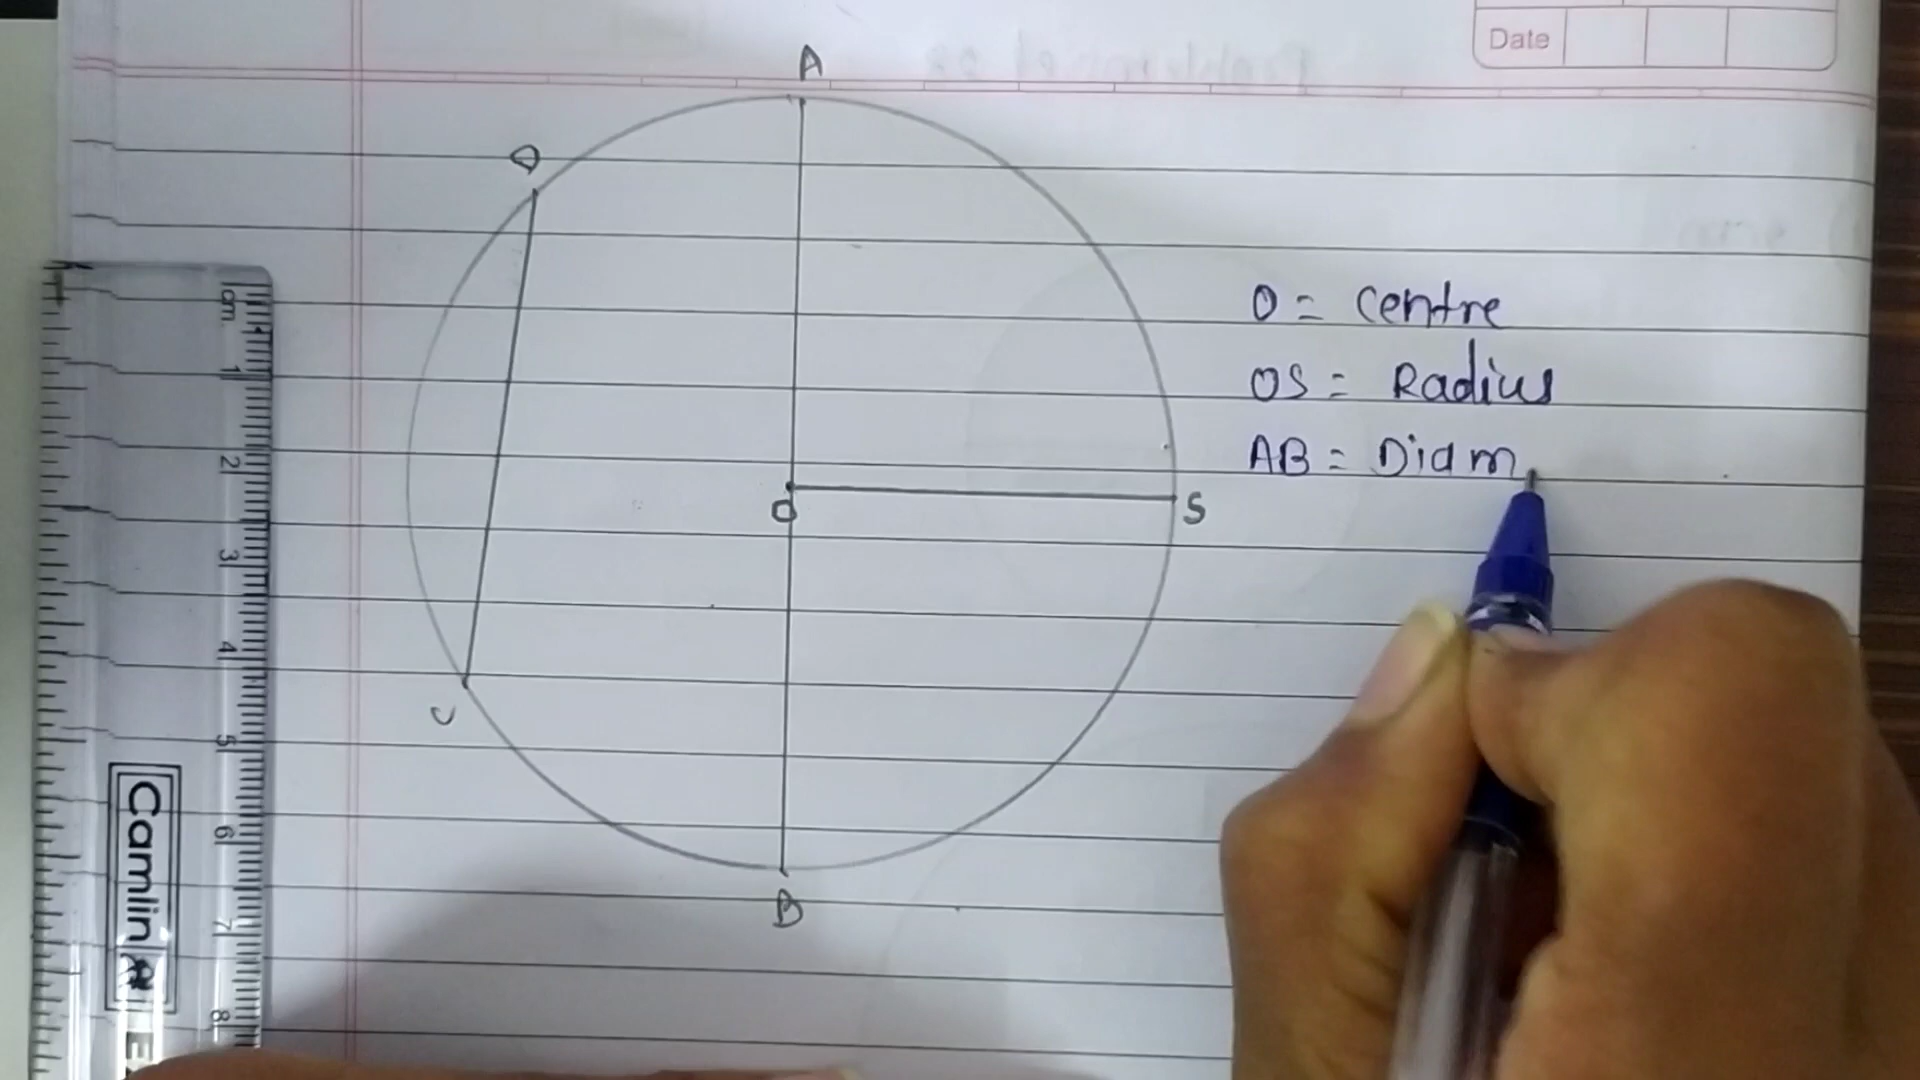 Date
A
D
cm
1
2
3
4
5
6
7
8
Camlin
O = Centre
OS = Radius
AB = Diam
O
S
C
B